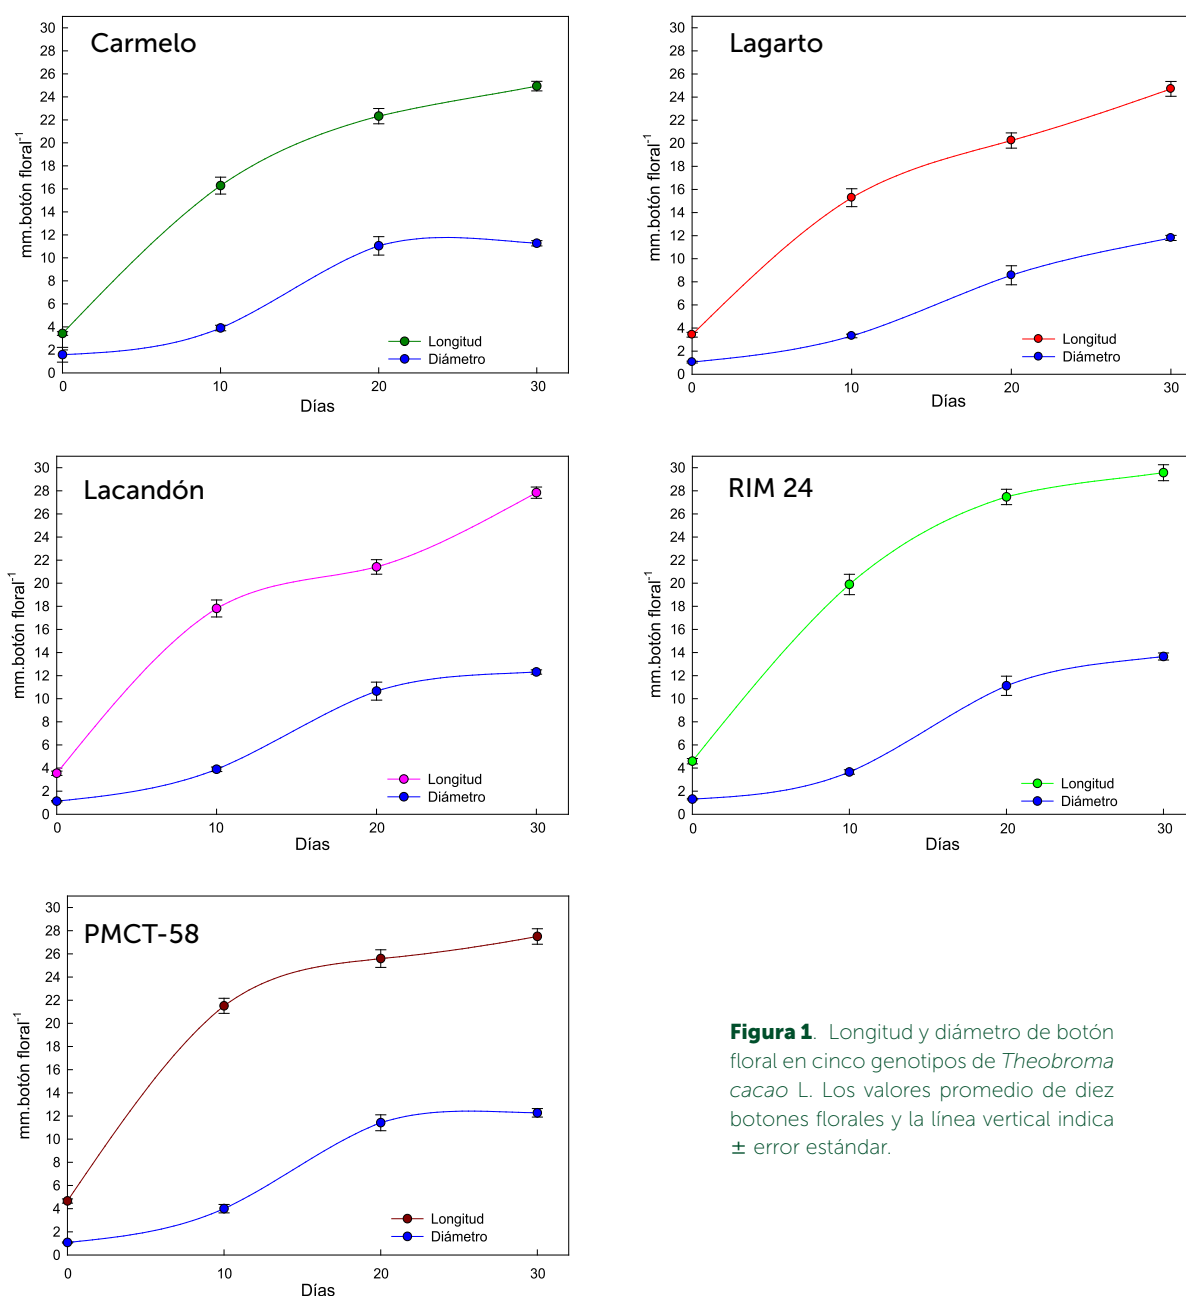 Carmelo
30
28
26
24
22
20
18
16
14
12
10
8
6
4
2
0
mm.botón floral-1
Longitud
Diámetro
0 10 20 30
Días
Lagarto
30
28
26
24
22
20
18
16
14
12
10
8
6
4
2
0
mm.botón floral-1
Longitud
Diámetro
0 10 20 30
Días
Lacandón
30
28
26
24
22
20
18
16
14
12
10
8
6
4
2
0
mm.botón floral-1
Longitud
Diámetro
0 10 20 30
Días
RIM 24
30
28
26
24
22
20
18
16
14
12
10
8
6
4
2
0
mm.botón floral-1
Longitud
Diámetro
0 10 20 30
Días
PMCT-58
30
28
26
24
22
20
18
16
14
12
10
8
6
4
2
0
mm.botón floral-1
Longitud
Diámetro
0 10 20 30
Días
Figura 1. Longitud y diámetro de botón
floral en cinco genotipos de Theobroma
cacao L. Los valores promedio de diez
botones florales y la línea vertical indica
± error estándar.